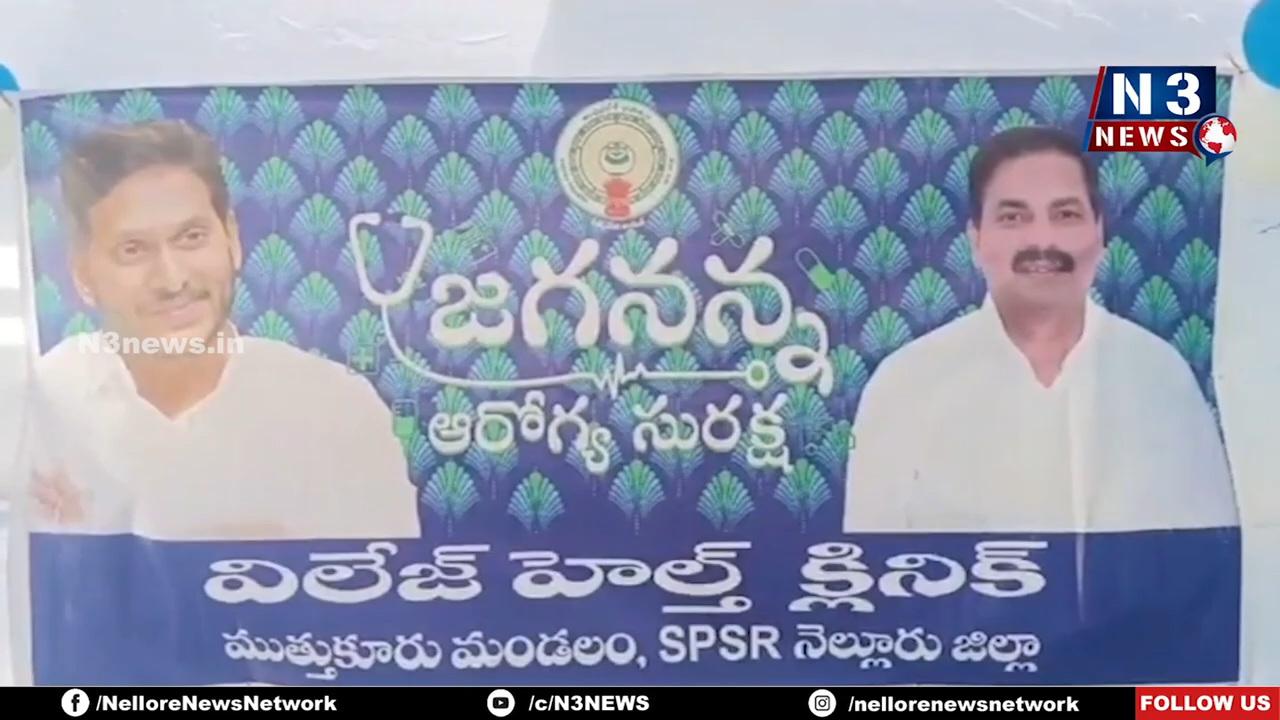 N3
NEWS
జగనన్న
N3news.in
ఆరోగ్య సురక్ష
విలేజ్ హెల్త్ క్లినిక్
ముత్తుకూరు మండలం, SPSR నెల్లూరు జిల్లా
/NelloreNewsNetwork
/c/N3NEWS
/nellorenewsnetwork
FOLLOW US